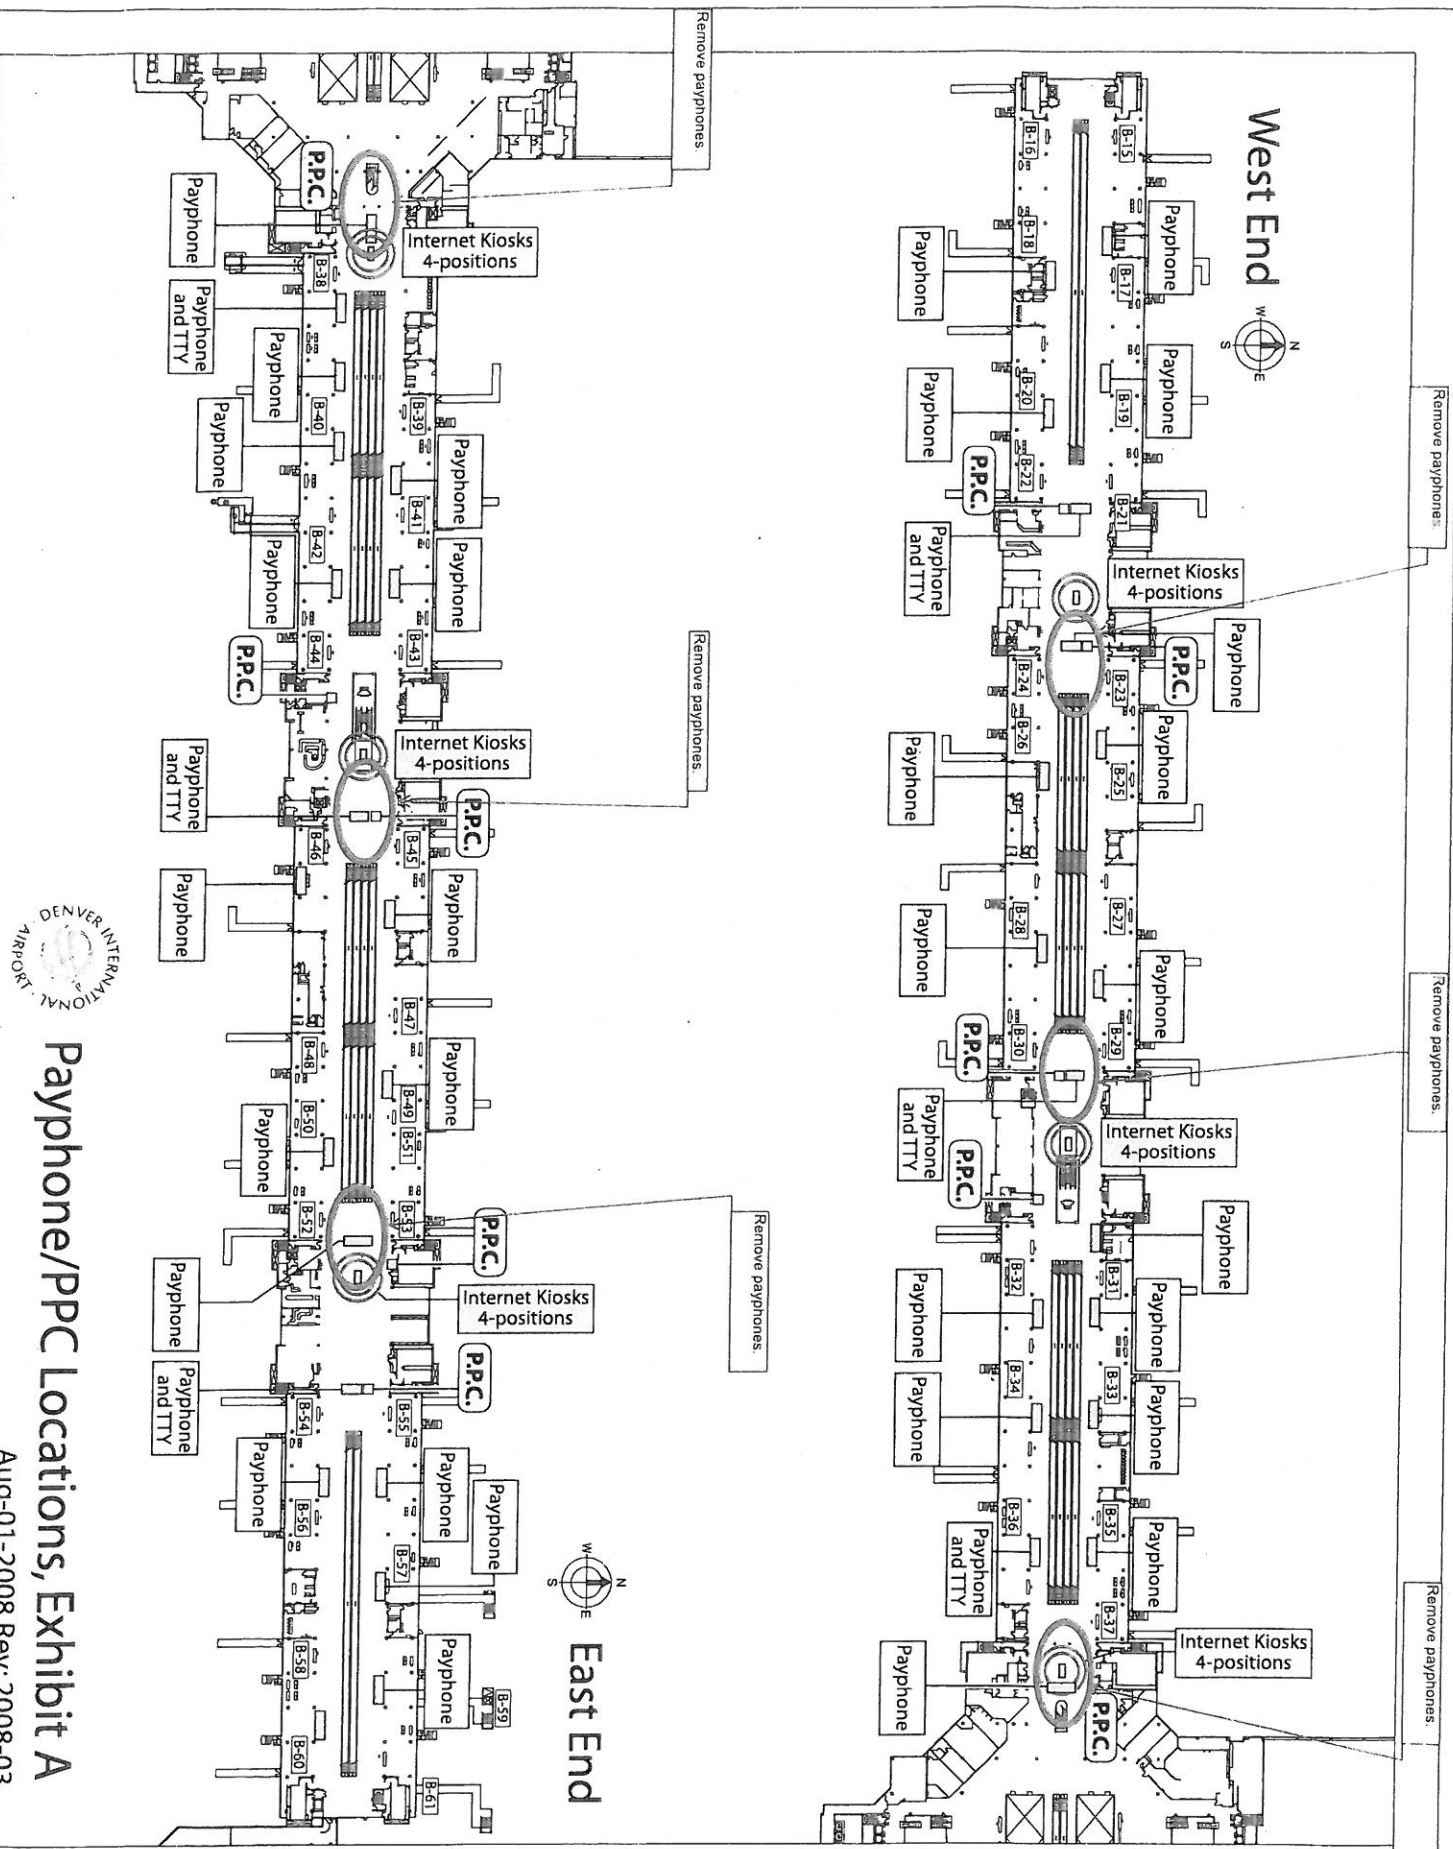 Remove payphones.
Remove payphones.
Remove payphones.
West End
N
W
E
S
Payphone
Payphone
Internet Kiosks
4-positions
Payphone
P.P.C.
Payphone
Payphone
Internet Kiosks
4-positions
Payphone
Payphone
Payphone
Payphone
Internet Kiosks
4-positions
P.P.C.
B-15
B-17
B-19
B-21
B-23
B-25
B-27
B-29
B-31
B-33
B-35
B-37
B-16
B-18
B-20
B-22
B-24
B-26
B-28
B-30
B-32
B-34
B-36
Payphone
Payphone
P.P.C.
Payphone
and TTY
Payphone
Payphone
P.P.C.
Payphone
and TTY
P.P.C.
Payphone
Payphone
Payphone
and TTY
Payphone
Remove payphones.
Remove payphones.
Remove payphones.
East End
N
W
E
S
Internet Kiosks
4-positions
Payphone
Payphone
Internet Kiosks
4-positions
P.P.C.
Payphone
Payphone
P.P.C.
Internet Kiosks
4-positions
P.P.C.
Payphone
Payphone
Payphone
B-39
B-41
B-43
B-45
B-47
B-49
B-51
B-53
B-55
B-57
B-59
B-61
B-38
B-40
B-42
B-44
B-46
B-48
B-50
B-52
B-54
B-56
B-58
B-60
P.P.C.
Payphone
Payphone
and TTY
Payphone
Payphone
Payphone
P.P.C.
Payphone
and TTY
Payphone
Payphone
Payphone
Payphone
and TTY
Payphone
DENVER INTERNATIONAL AIRPORT
Payphone/PPC Locations, Exhibit A
Aug-01-2008 Rev: 2008-03